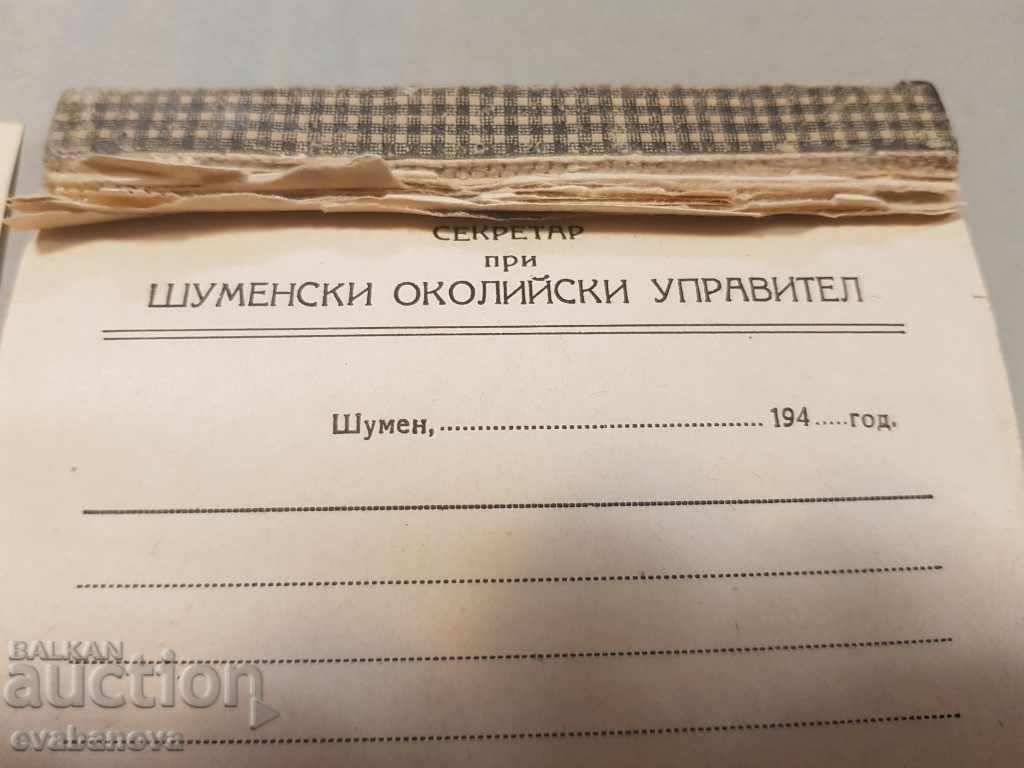 СЕКРЕТАР
при
ШУМЕНСКИ ОКОЛИЙСКИ УПРАВИТЕЛ
Шумен, .................................................. 194.....год.
BALKAN
auction
evabanova